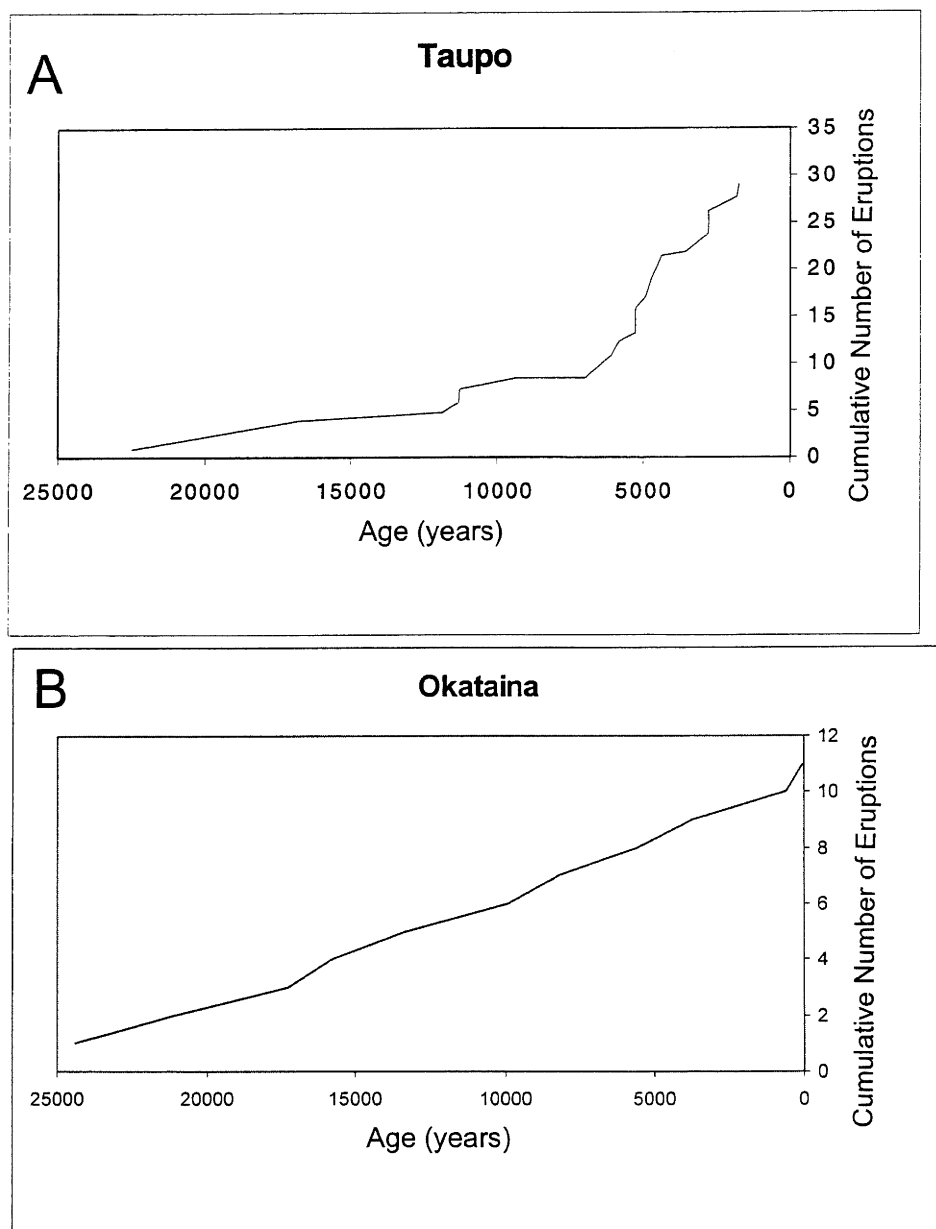 A
Taupo
35
30
25
20
15
10
5
0
Cumulative Number of Eruptions
25000 20000 15000 10000 5000 0
Age (years)
B
Okataina
12
10
8
6
4
2
0
Cumulative Number of Eruptions
25000 20000 15000 10000 5000 0
Age (years)